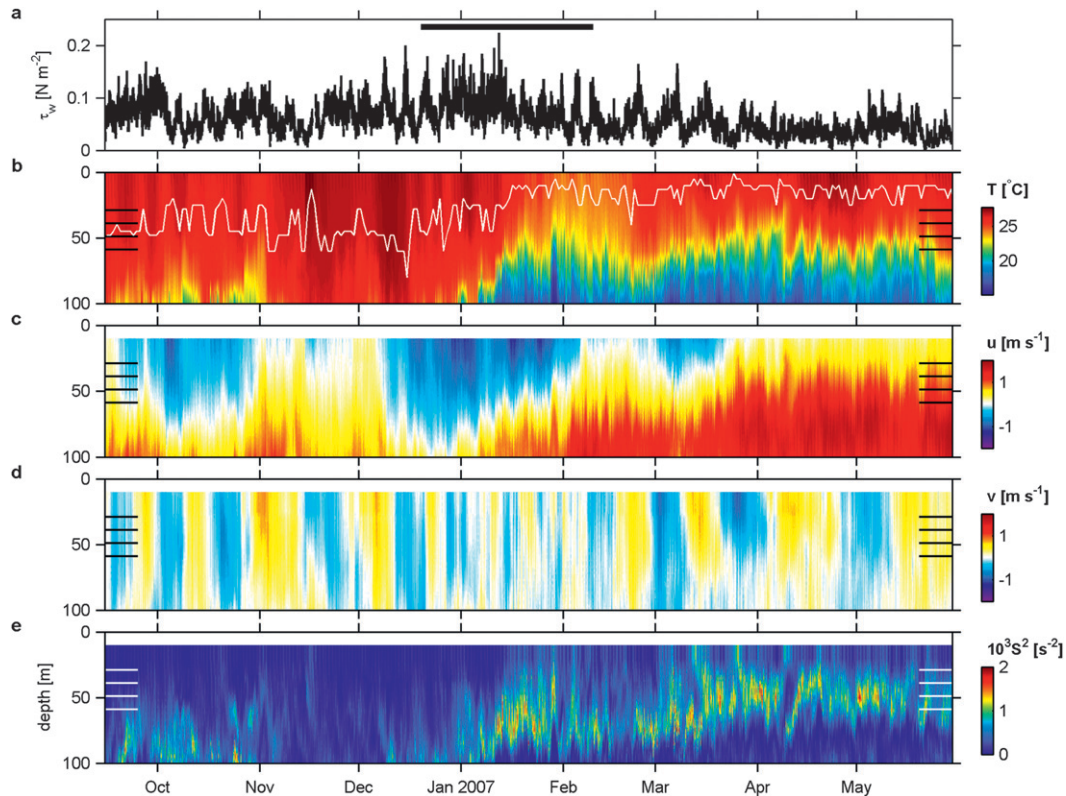 a
τw [N m-2]
0.2
0.1
0
b
0
50
100
T [°C]
25
20
c
0
50
100
u [m s-1]
1
-1
d
0
50
100
v [m s-1]
1
-1
e
depth [m]
0
50
100
10³S² [s-2]
2
1
0
Oct Nov Dec Jan 2007 Feb Mar Apr May